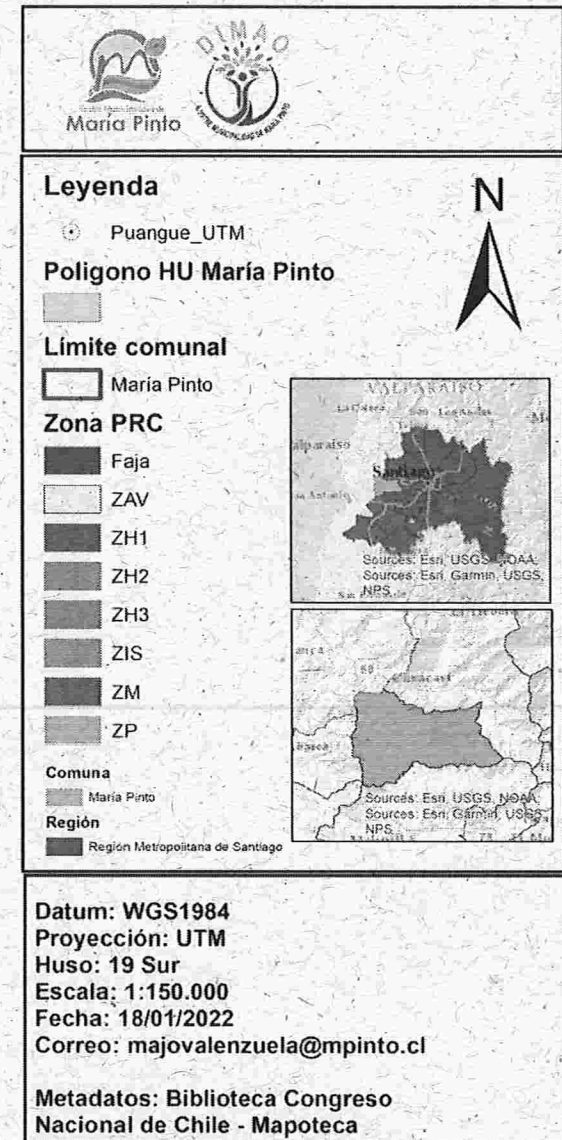 María Pinto
DIMAO
Leyenda
N
Puangue_UTM
Poligono HU María Pinto
Límite comunal
María Pinto
Zona PRC
Faja
ZAV
ZH1
ZH2
ZH3
ZIS
ZM
ZP
Comuna
María Pinto
Región
Región Metropolitana de Santiago
VALPARAISO
Santiago
Sources: Esri, USGS, NOAA;
Sources: Esri, Garmin, USGS,
NPS
Curacaví
Sources: Esri, USGS, NOAA;
Sources: Esri, Garmin, USGS,
NPS
Datum: WGS1984
Proyección: UTM
Huso: 19 Sur
Escala: 1:150.000
Fecha: 18/01/2022
Correo: majovalenzuela@mpinto.cl
Metadatos: Biblioteca Congreso
Nacional de Chile - Mapoteca